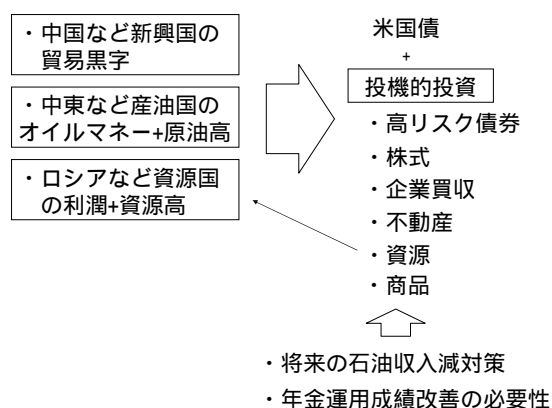 ・中国など新興国の
貿易黒字
・中東など産油国の
オイルマネー+原油高
・ロシアなど資源国
の利潤+資源高
米国債
+
投機的投資
・高リスク債券
・株式
・企業買収
・不動産
・資源
・商品
・将来の石油収入減対策
・年金運用成績改善の必要性